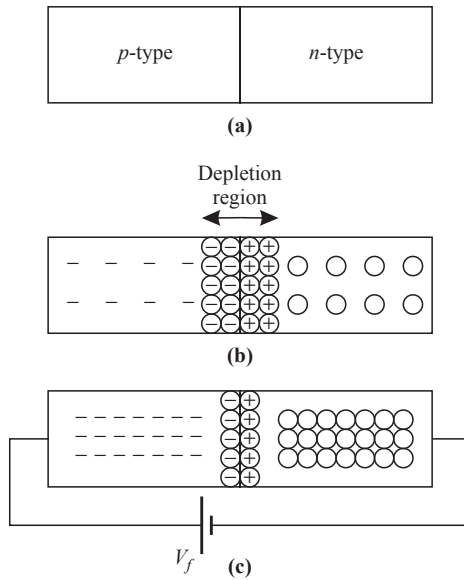 p-type n-type
(a)
Depletion
region
− − − − − − + +
− − + +
− − − − − − + +
− − + +
− − + +
(b)
− +
− − − − − − − − +
− − − − − − − − +
− − − − − − − − +
− +
V_f
(c)